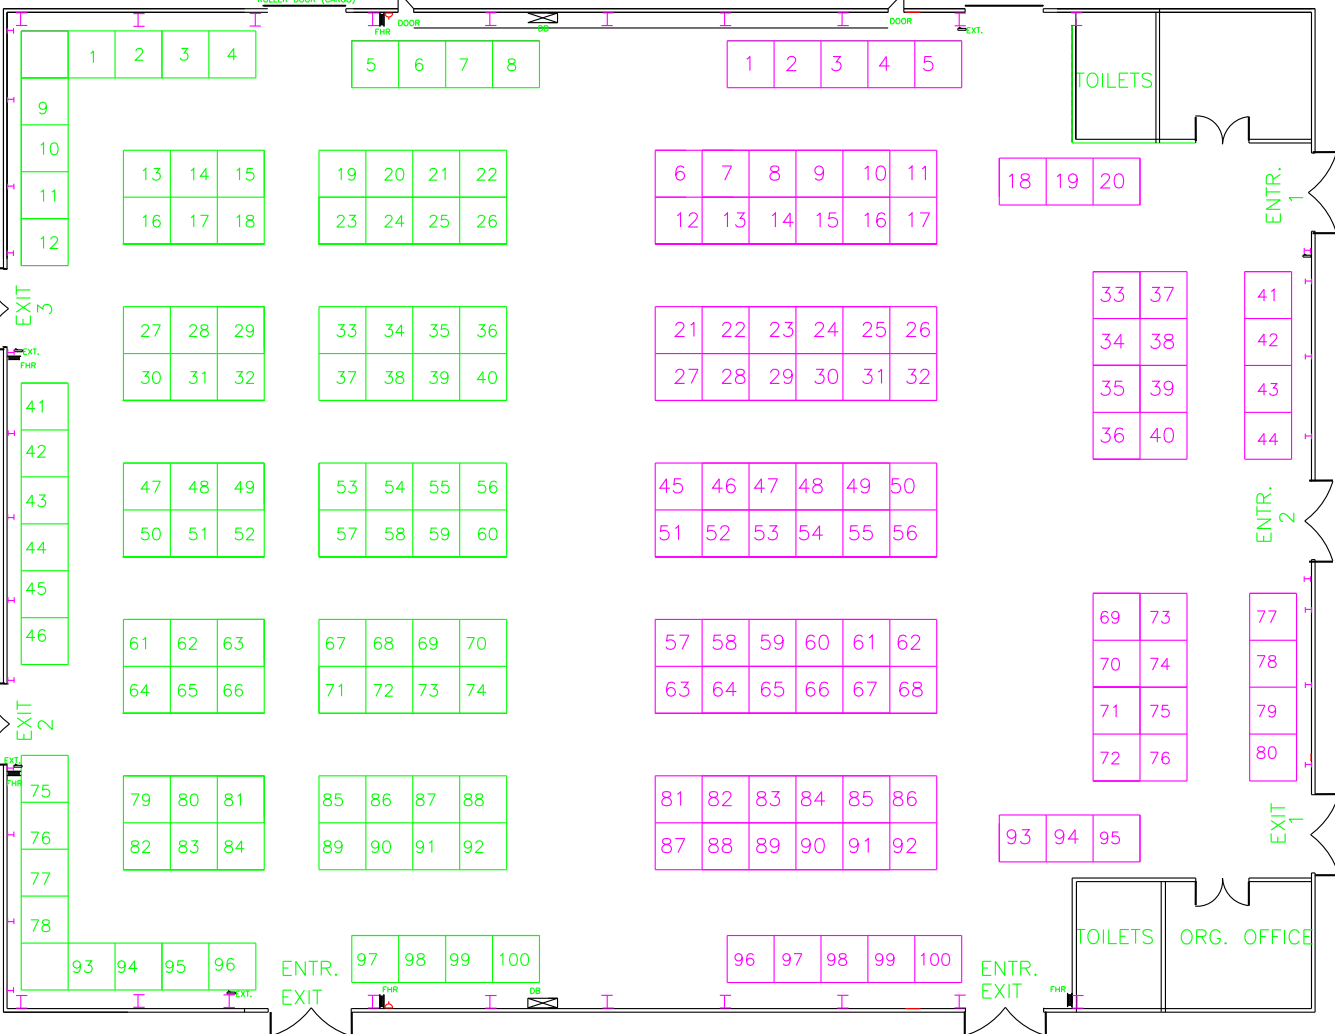 ROLLER DOOR (CARGO)
DOOR
DB
DOOR
FHR
EXT.
1 2 3 4
5 6 7 8
1 2 3 4 5
TOILETS
9
10
11
12
13 14 15
16 17 18
19 20 21 22
23 24 25 26
6 7 8 9 10 11
12 13 14 15 16 17
18 19 20
ENTR.
1
EXIT
3
EXT.
FHR
27 28 29
30 31 32
33 34 35 36
37 38 39 40
21 22 23 24 25 26
27 28 29 30 31 32
33 37
34 38
35 39
36 40
41
42
43
44
41
42
43
44
45
46
47 48 49
50 51 52
53 54 55 56
57 58 59 60
45 46 47 48 49 50
51 52 53 54 55 56
ENTR.
2
61 62 63
64 65 66
67 68 69 70
71 72 73 74
57 58 59 60 61 62
63 64 65 66 67 68
69 73
70 74
71 75
72 76
77
78
79
80
EXIT
2
EXT.
FHR
75
76
77
78
79 80 81
82 83 84
85 86 87 88
89 90 91 92
81 82 83 84 85 86
87 88 89 90 91 92
93 94 95
EXIT
1
93 94 95 96
EXT.
ENTR.
EXIT
97 98 99 100
FHR
DB
96 97 98 99 100
ENTR.
EXIT
FHR
TOILETS
ORG. OFFICE